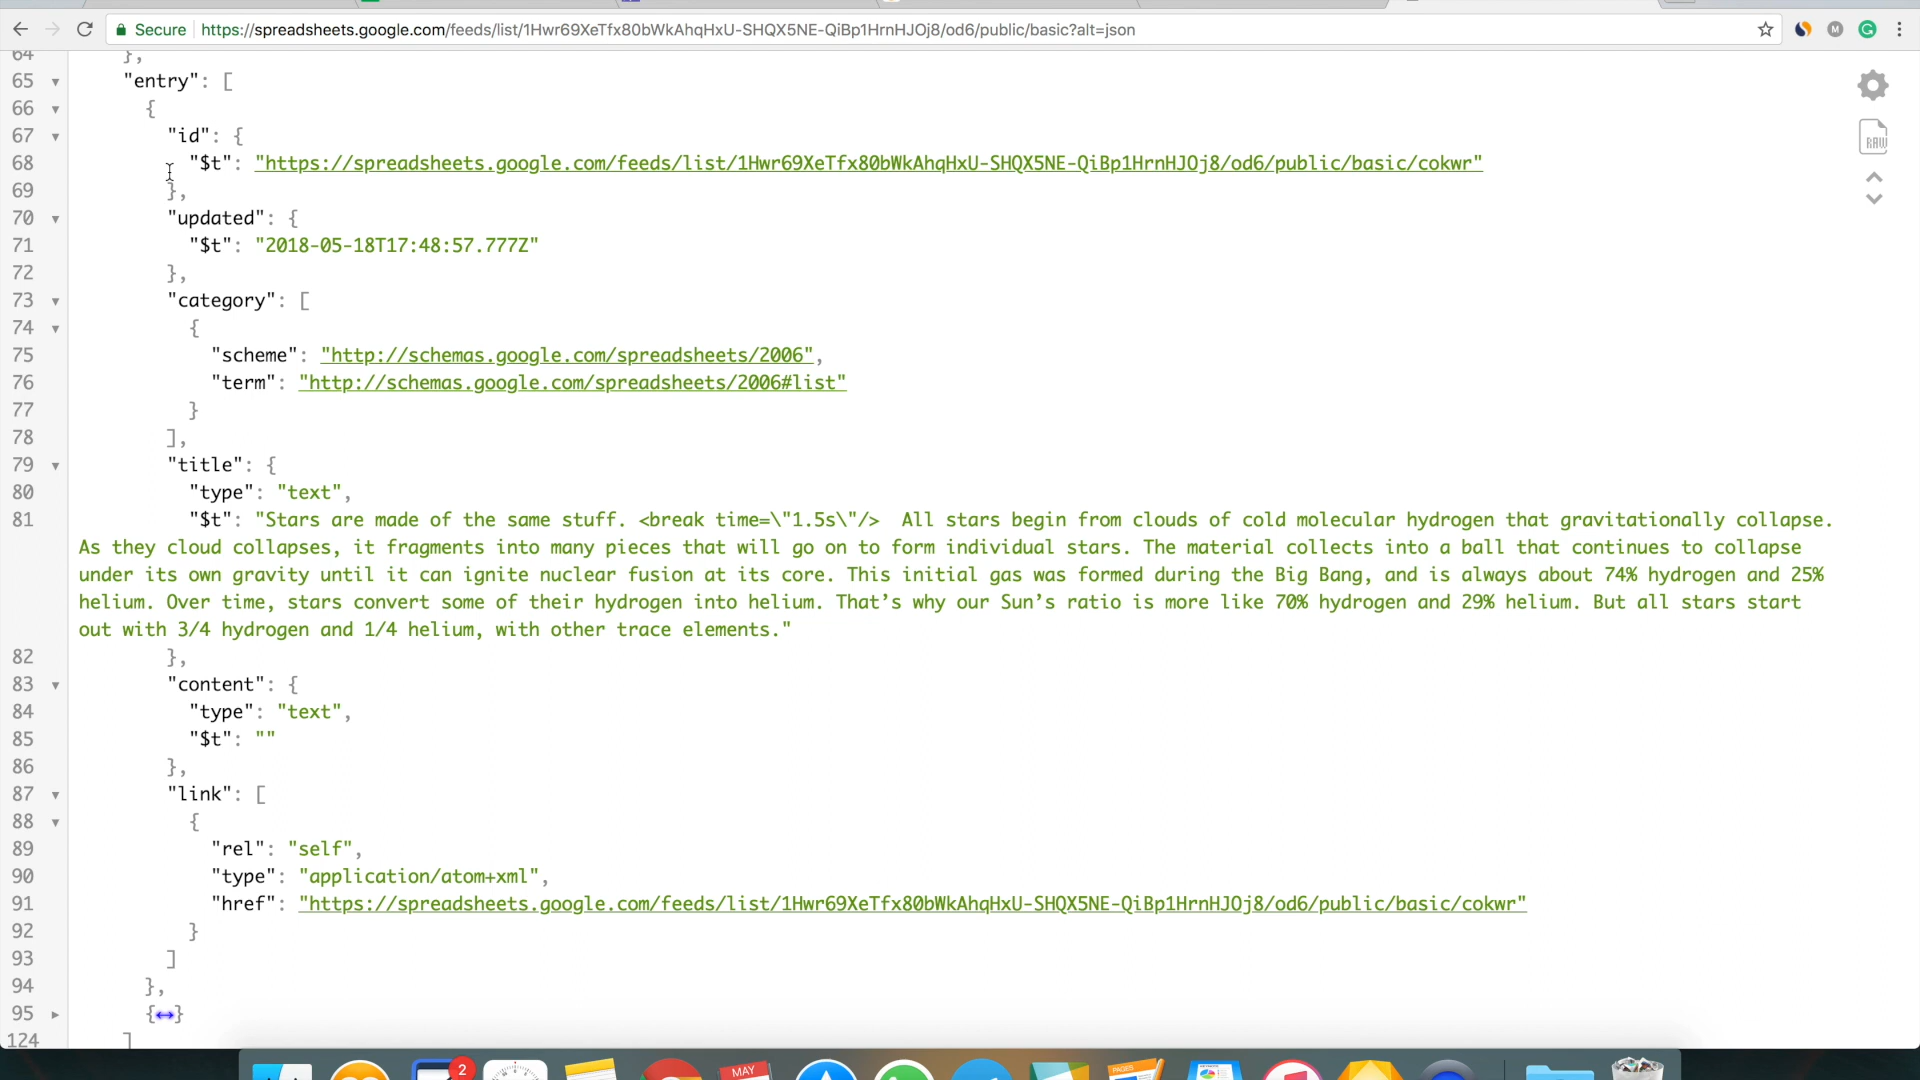 Secure https://spreadsheets.google.com/feeds/list/1Hwr69XeTfx80bWkAhqHxU-SHQX5NE-QiBp1HrnHJOj8/od6/public/basic?alt=json
64 },
65 "entry": [
66 {
67 "id": {
68 "$t": "https://spreadsheets.google.com/feeds/list/1Hwr69XeTfx80bWkAhqHxU-SHQX5NE-QiBp1HrnHJOj8/od6/public/basic/cokwr"
69 },
70 "updated": {
71 "$t": "2018-05-18T17:48:57.777Z"
72 },
73 "category": [
74 {
75 "scheme": "http://schemas.google.com/spreadsheets/2006",
76 "term": "http://schemas.google.com/spreadsheets/2006#list"
77 }
78 ],
79 "title": {
80 "type": "text",
81 "$t": "Stars are made of the same stuff. <break time=\"1.5s\"/>  All stars begin from clouds of cold molecular hydrogen that gravitationally collapse.
As they cloud collapses, it fragments into many pieces that will go on to form individual stars. The material collects into a ball that continues to collapse
under its own gravity until it can ignite nuclear fusion at its core. This initial gas was formed during the Big Bang, and is always about 74% hydrogen and 25%
helium. Over time, stars convert some of their hydrogen into helium. That’s why our Sun’s ratio is more like 70% hydrogen and 29% helium. But all stars start
out with 3/4 hydrogen and 1/4 helium, with other trace elements."
82 },
83 "content": {
84 "type": "text",
85 "$t": ""
86 },
87 "link": [
88 {
89 "rel": "self",
90 "type": "application/atom+xml",
91 "href": "https://spreadsheets.google.com/feeds/list/1Hwr69XeTfx80bWkAhqHxU-SHQX5NE-QiBp1HrnHJOj8/od6/public/basic/cokwr"
92 }
93 ]
94 },
95 {↔}
124 ]
RAW
2
MAY
PAGES